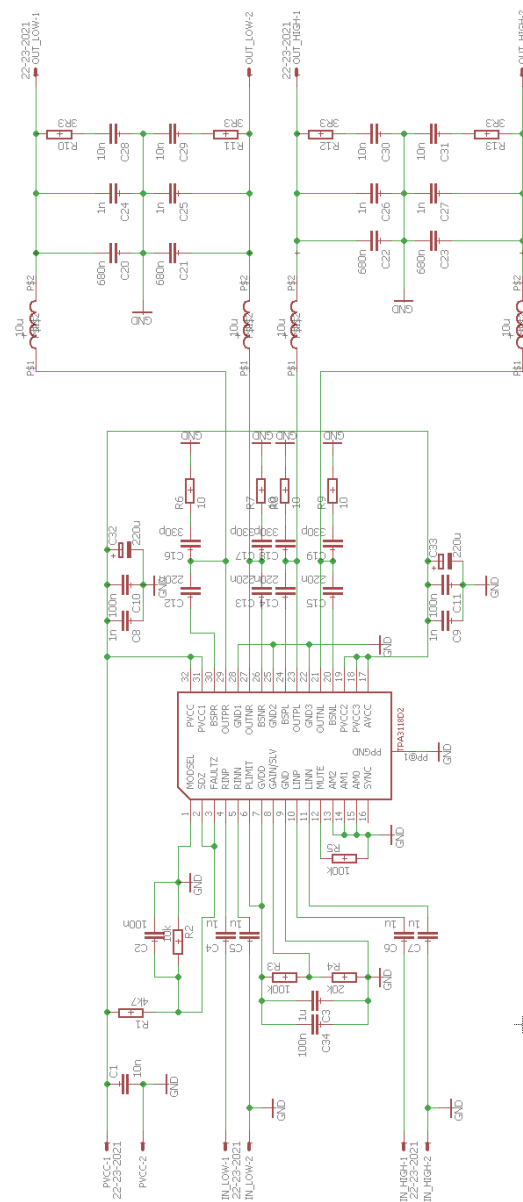 22-23-2021
OUT_LOW-1
OUT_LOW-2
22-23-2021
OUT_HIGH-1
OUT_HIGH-2
3R3
R10
10n
C28
10n
C29
3R3
R11
3R3
R12
10n
C30
10n
C31
3R3
R13
1n
C24
1n
C25
1n
C26
1n
C27
680n
C20
680n
C21
680n
C22
680n
C23
GND
GND
P$2
P$2
P$2
P$2
10u
10u
10u
10u
P$1
P$1
P$1
P$1
GND
GND
GND
GND
R6
10
R7
10
10
R9
10
C32
220u
100n
C10
1n
C8
GND
330p
C16
330p
C17
330p
C18
330p
C19
220n
C12
220n
C13
220n
C14
220n
C15
C33
220u
100n
C11
1n
C9
GND
GND
32
31
30
29
28
27
26
25
24
23
22
21
20
19
18
17
PVCC
PVCC1
BSPR
OUTPR
GND1
OUTNR
BSNR
GND2
BSPL
OUTPL
GND3
OUTNL
BSNL
PVCC2
PVCC3
AVCC
TPA3118D2
PPGND
PP@1
GND
MODSEL
SDZ
FAULTZ
RINP
RINN
PLIMIT
GVDD
GAIN/SLV
GND
LINP
LINN
MUTE
AM2
AM1
AM0
SYNC
1
2
3
4
5
6
7
8
9
10
11
12
13
14
15
16
GND
R5
100k
GND
100n
C2
10k
R2
4k7
R1
1u
C4
1u
C5
R3
100k
R4
20k
GND
1u
C3
100n
C34
1u
C6
1u
C7
C1
10n
GND
GND
GND
PVCC-1
22-23-2021
PVCC-2
IN_LOW-1
22-23-2021
IN_LOW-2
IN_HIGH-1
22-23-2021
IN_HIGH-2